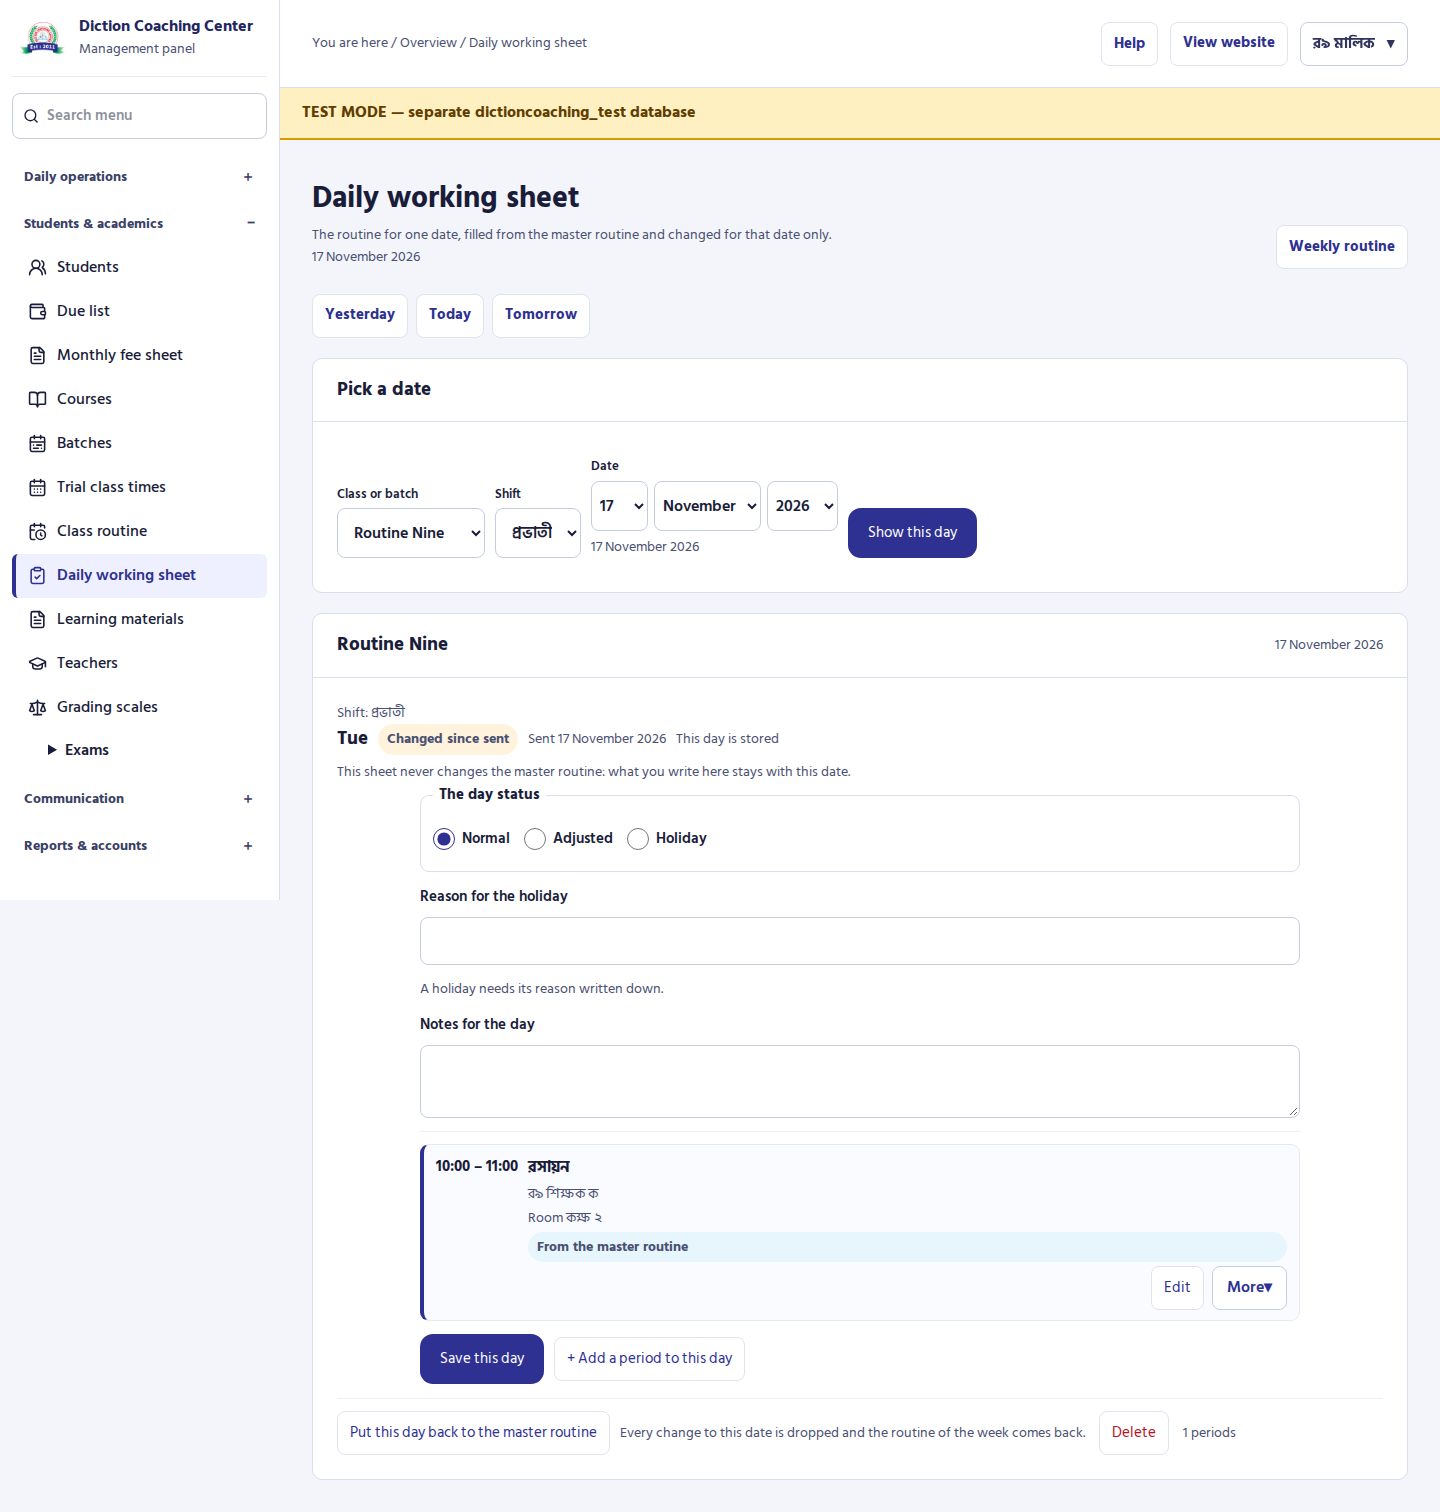 Diction Coaching Center
Management panel
Est : 2011
Search menu
Daily operations +
Students & academics −
Students
Due list
Monthly fee sheet
Courses
Batches
Trial class times
Class routine
Daily working sheet
Learning materials
Teachers
Grading scales
▶ Exams
Communication +
Reports & accounts +
You are here / Overview / Daily working sheet
Help
View website
র৯ মালিক ▼
TEST MODE — separate dictioncoaching_test database
Daily working sheet
The routine for one date, filled from the master routine and changed for that date only.
17 November 2026
Weekly routine
Yesterday
Today
Tomorrow
Pick a date
Class or batch
Routine Nine
Shift
প্রভাতী
Date
17
November
2026
17 November 2026
Show this day
Routine Nine
17 November 2026
Shift: প্রভাতী
Tue Changed since sent Sent 17 November 2026 This day is stored
This sheet never changes the master routine: what you write here stays with this date.
The day status
Normal Adjusted Holiday
Reason for the holiday
A holiday needs its reason written down.
Notes for the day
10:00 – 11:00 রসায়ন
র৯ শিক্ষক ক
Room কক্ষ ২
From the master routine
Edit
More▾
Save this day
+ Add a period to this day
Put this day back to the master routine
Every change to this date is dropped and the routine of the week comes back.
Delete
1 periods